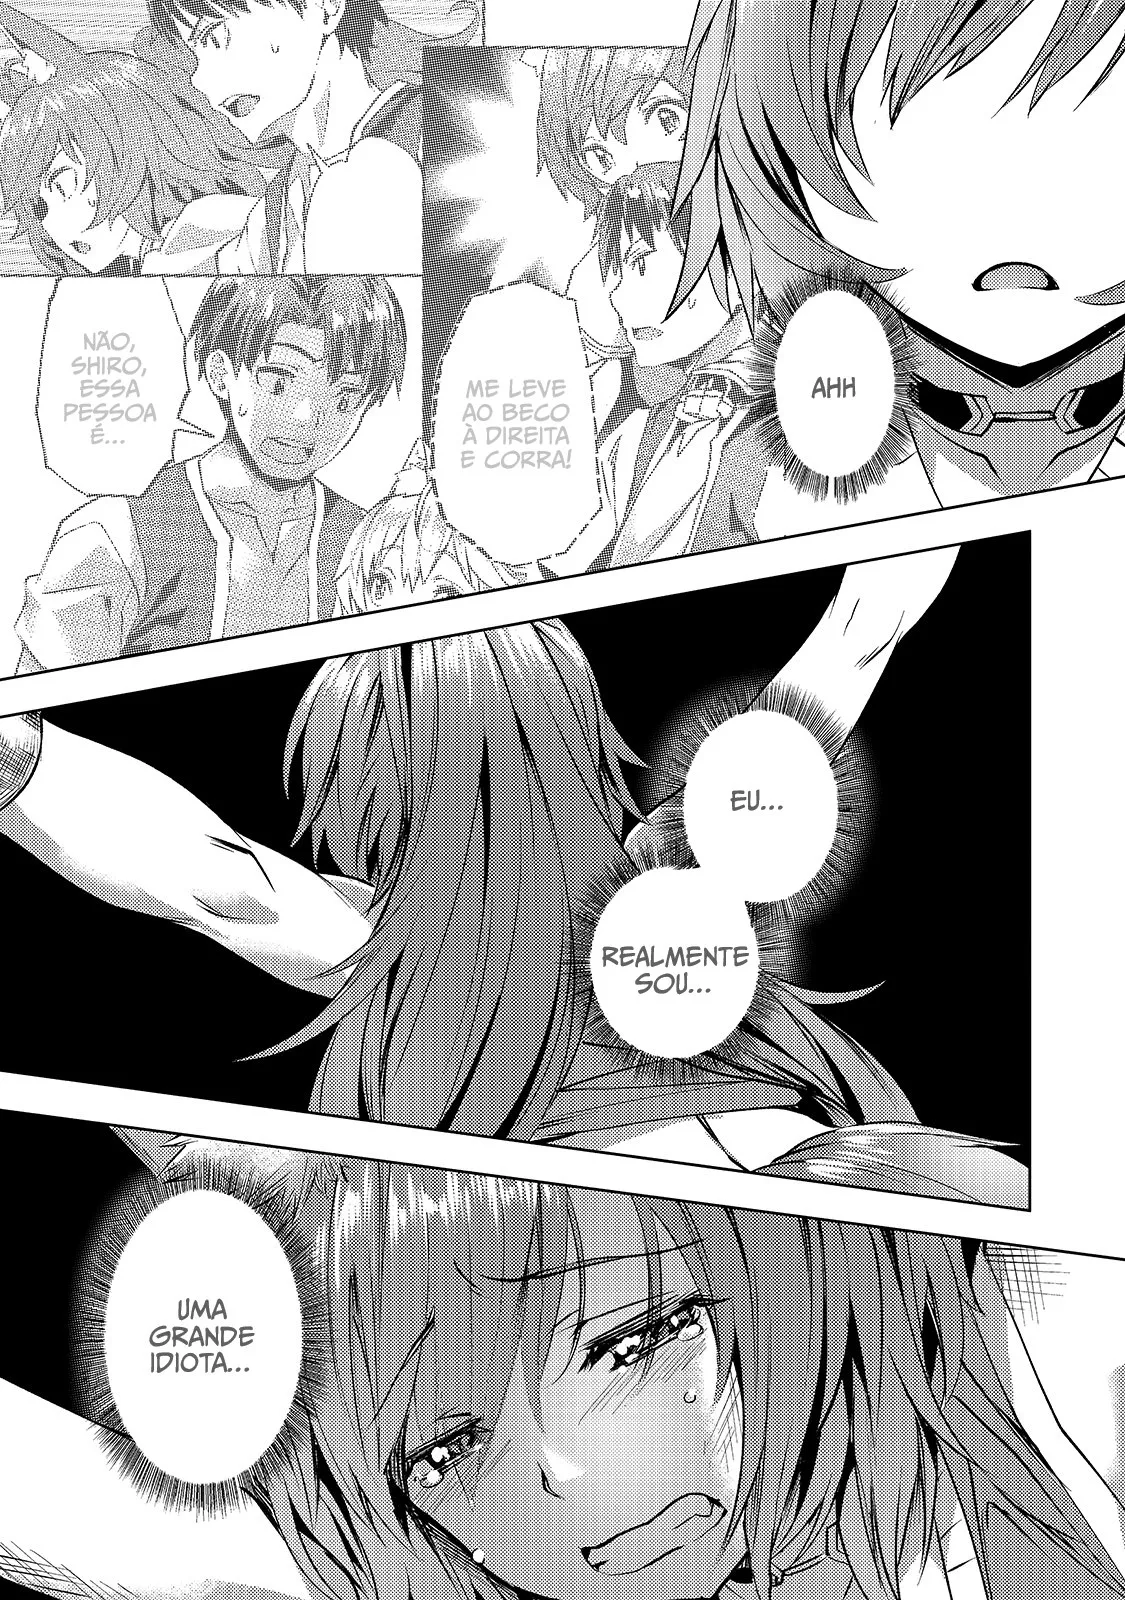 AHH
ME LEVE
AO BECO
À DIREITA
E CORRA!
NÃO,
SHIRO,
ESSA
PESSOA
É...
EU...
REALMENTE
SOU...
UMA
GRANDE
IDIOTA...